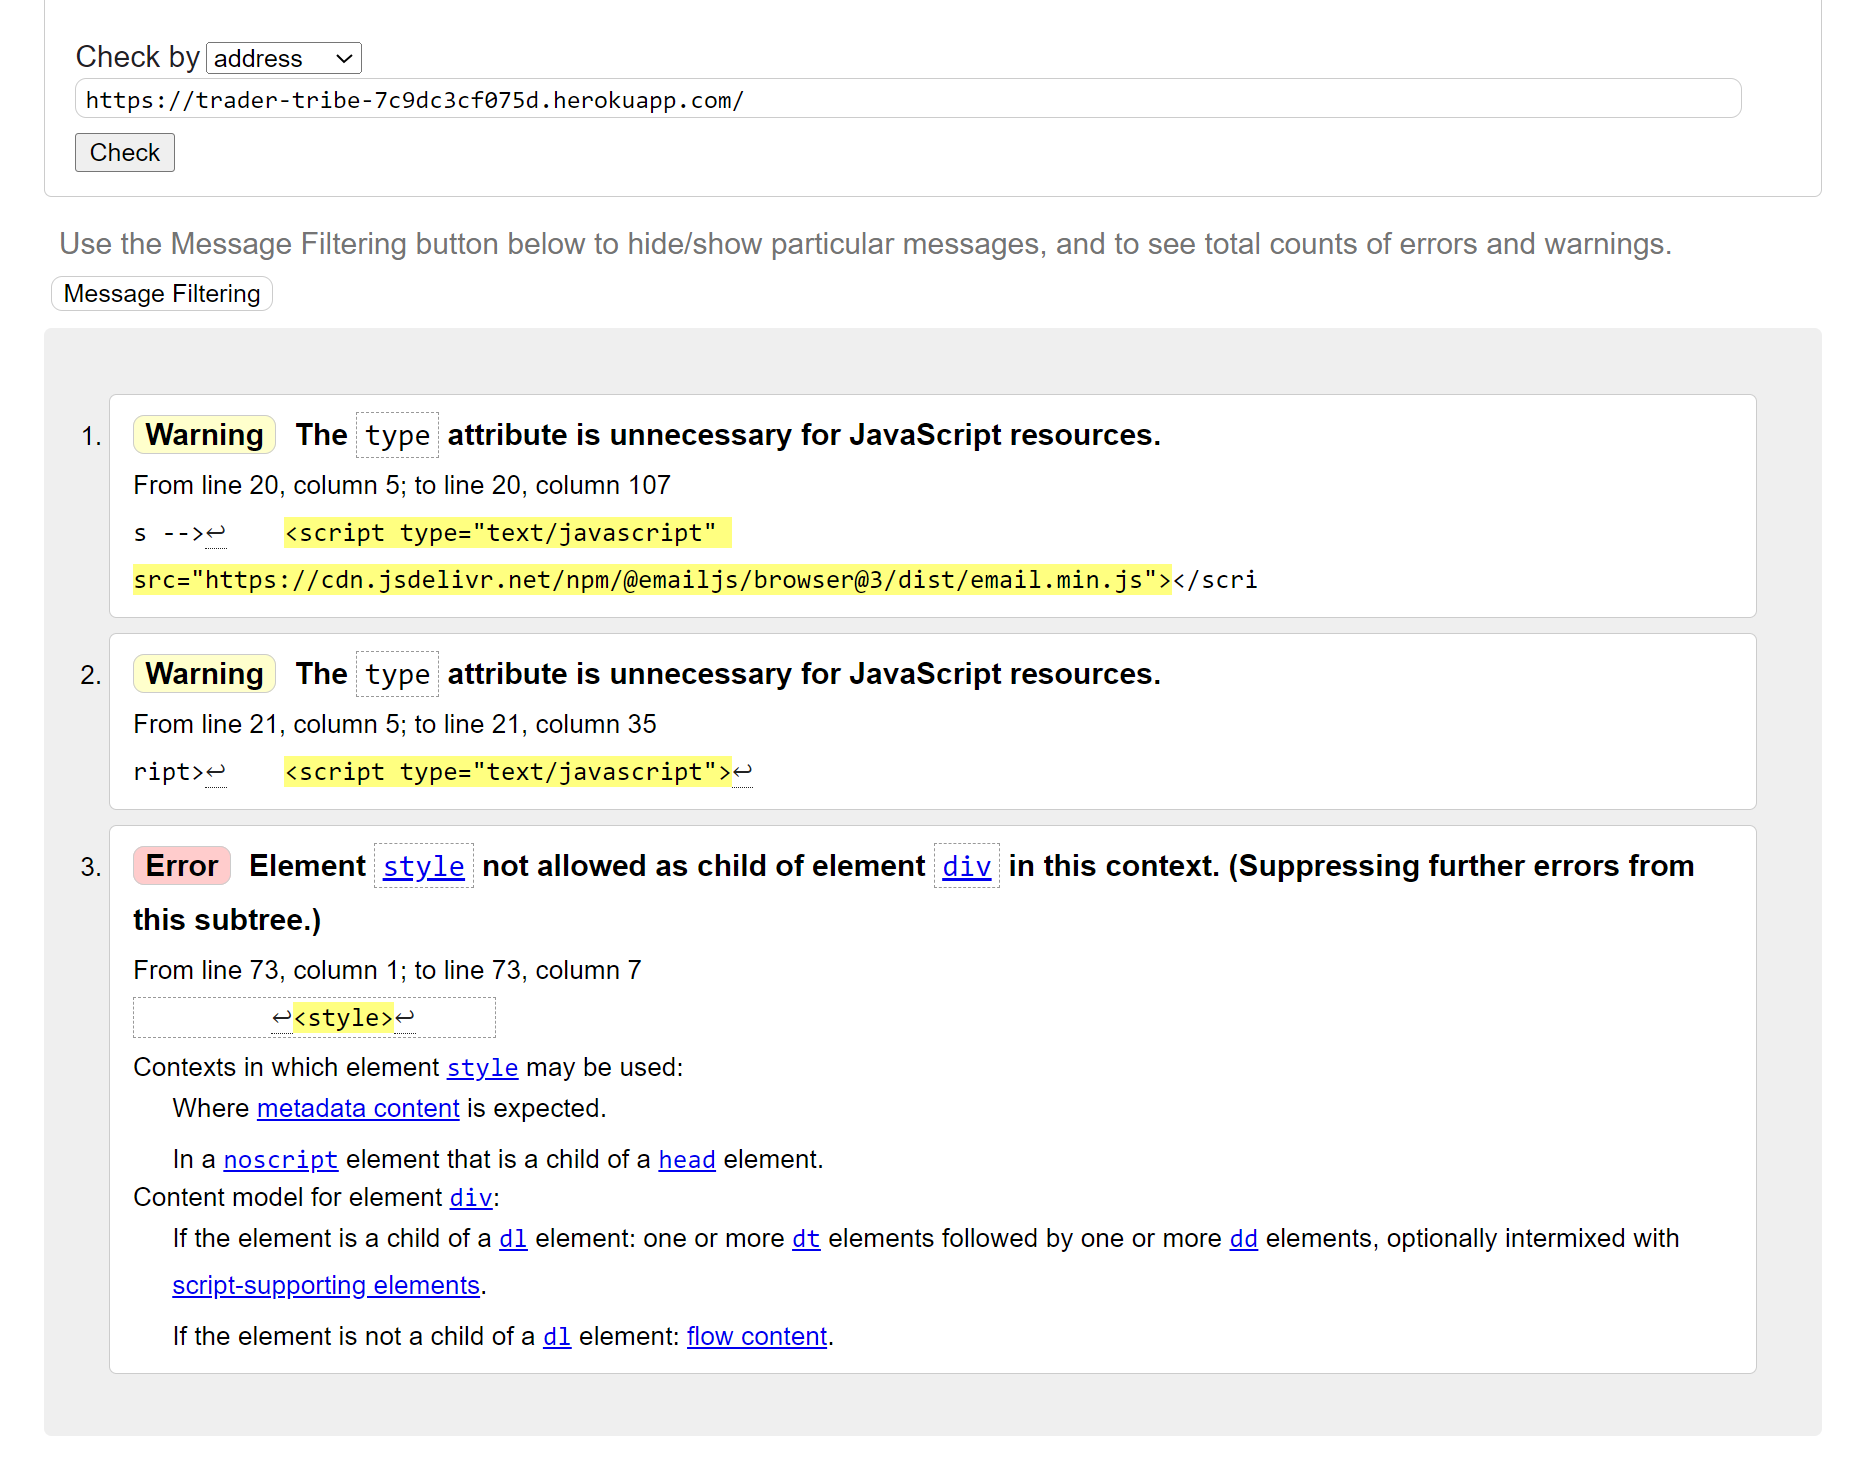 Check by address
https://trader-tribe-7c9dc3cf075d.herokuapp.com/
Check
Use the Message Filtering button below to hide/show particular messages, and to see total counts of errors and warnings.
Message Filtering
1. Warning The type attribute is unnecessary for JavaScript resources.
From line 20, column 5; to line 20, column 107
s -->↩    <script type="text/javascript"
src="https://cdn.jsdelivr.net/npm/@emailjs/browser@3/dist/email.min.js"></scri
2. Warning The type attribute is unnecessary for JavaScript resources.
From line 21, column 5; to line 21, column 35
ript>↩    <script type="text/javascript">↩
3. Error Element style not allowed as child of element div in this context. (Suppressing further errors from
this subtree.)
From line 73, column 1; to line 73, column 7
↩<style>↩
Contexts in which element style may be used:
Where metadata content is expected.
In a noscript element that is a child of a head element.
Content model for element div:
If the element is a child of a dl element: one or more dt elements followed by one or more dd elements, optionally intermixed with
script-supporting elements.
If the element is not a child of a dl element: flow content.